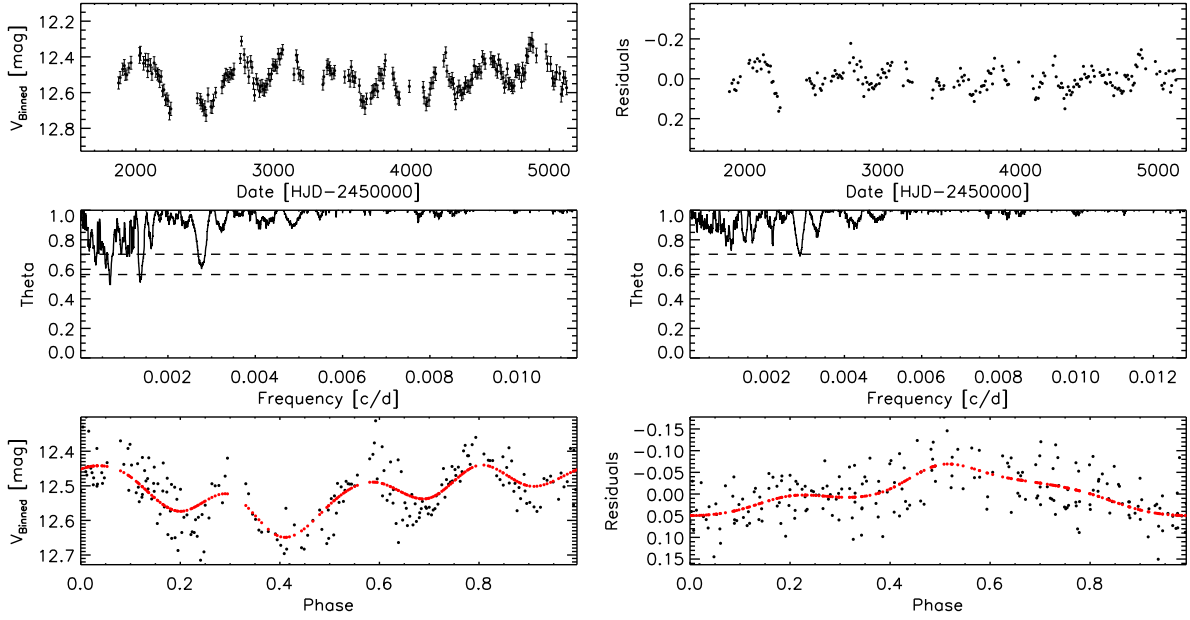 12.2
12.4
12.6
12.8
V_Binned [mag]
2000 3000 4000 5000
Date [HJD−2450000]
−0.2
0.0
0.2
Residuals
2000 3000 4000 5000
Date [HJD−2450000]
1.0
0.8
0.6
0.4
0.2
0.0
Theta
0.002 0.004 0.006 0.008 0.010
Frequency [c/d]
1.0
0.8
0.6
0.4
0.2
0.0
Theta
0.002 0.004 0.006 0.008 0.010 0.012
Frequency [c/d]
12.4
12.5
12.6
12.7
V_Binned [mag]
0.0 0.2 0.4 0.6 0.8
Phase
−0.15
−0.10
−0.05
0.00
0.05
0.10
0.15
Residuals
0.0 0.2 0.4 0.6 0.8
Phase